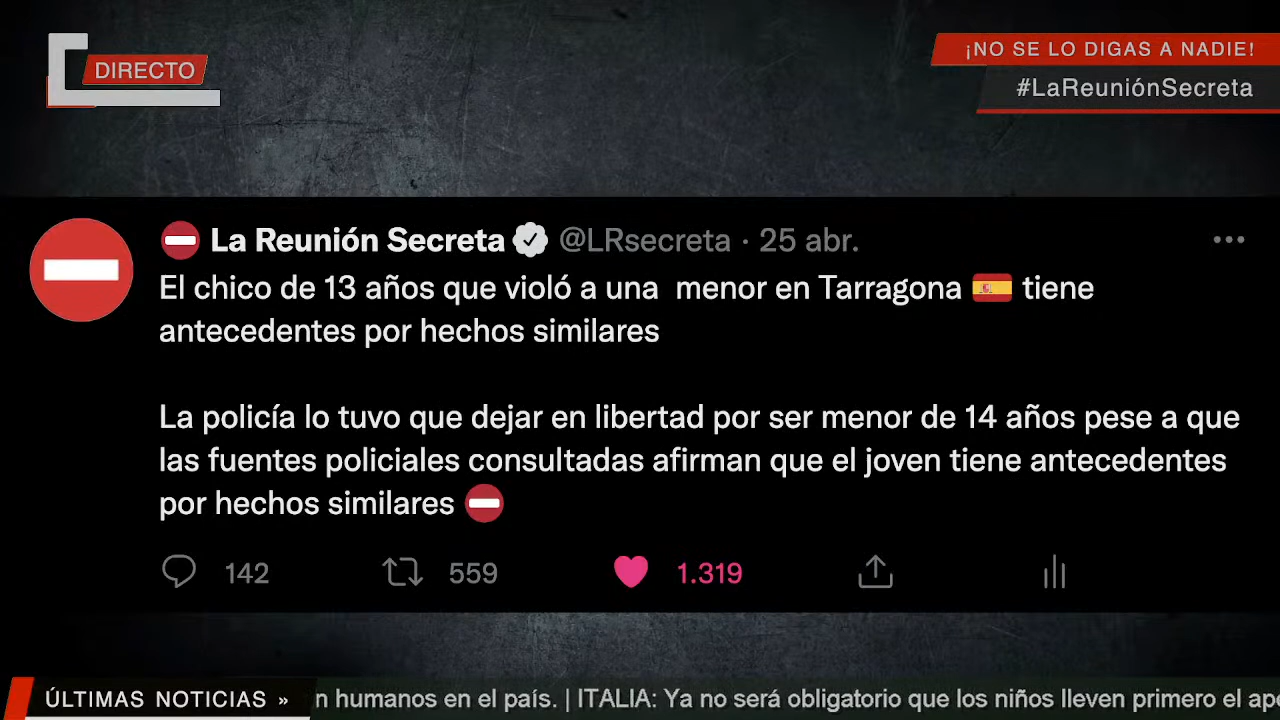 DIRECTO
¡NO SE LO DIGAS A NADIE!
#LaReuniónSecreta
La Reunión Secreta @LRsecreta · 25 abr.
El chico de 13 años que violó a una menor en Tarragona tiene
antecedentes por hechos similares
La policía lo tuvo que dejar en libertad por ser menor de 14 años pese a que
las fuentes policiales consultadas afirman que el joven tiene antecedentes
por hechos similares
142 559 1.319
ÚLTIMAS NOTICIAS » n humanos en el país. | ITALIA: Ya no será obligatorio que los niños lleven primero el ape